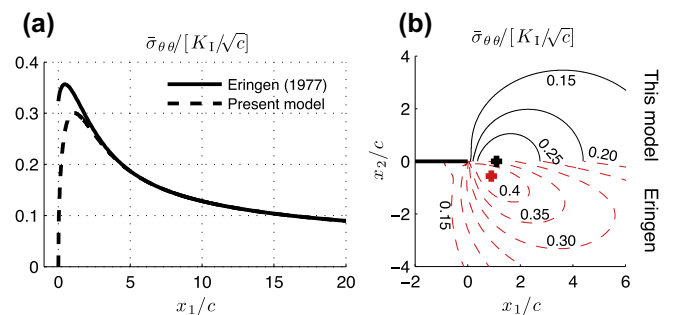 (a)
σ̄θθ/[KI/√c]
0.4
0.3
0.2
0.1
0
0 5 10 15 20
x1/c
Eringen (1977)
Present model
(b)
σ̄θθ/[KI/√c]
4
2
0
−2
−4
x2/c
−2 0 2 4 6
x1/c
0.15
0.20
0.25
0.4
0.35
0.30
0.15
This model
Eringen